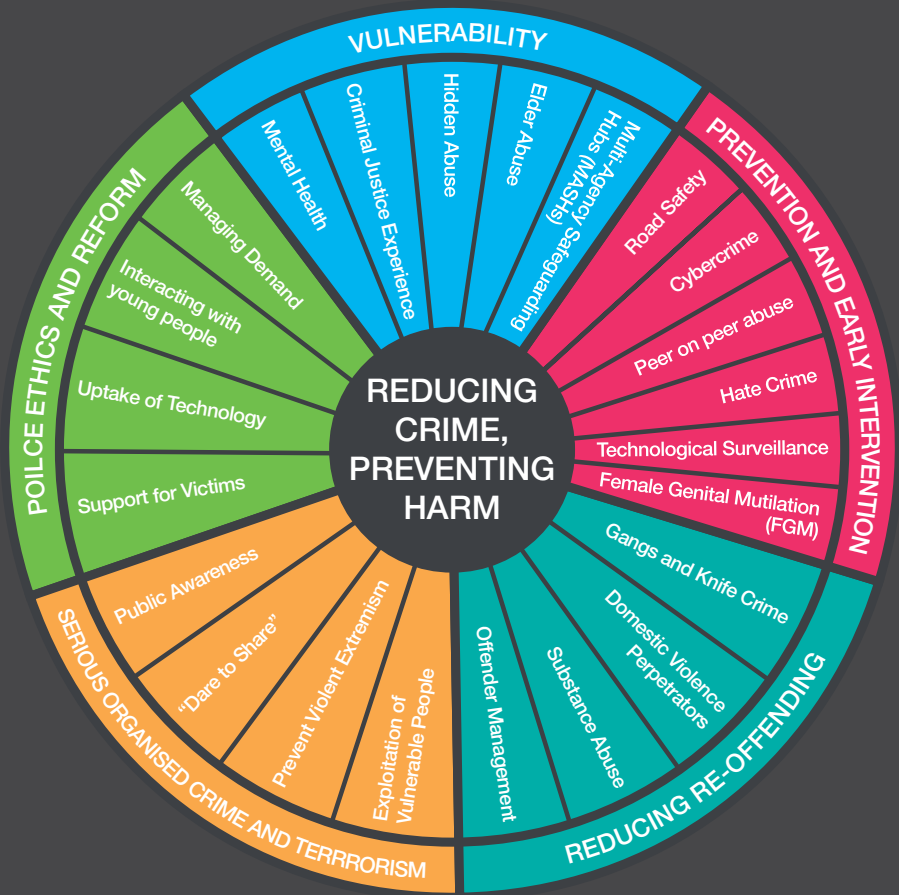 REDUCING
CRIME,
PREVENTING
HARM
VULNERABILITY
Mental Health
Criminal Justice Experience
Hidden Abuse
Elder Abuse
Multi-Agency Safeguarding
Hubs (MASHs)
PREVENTION AND EARLY INTERVENTION
Road Safety
Cybercrime
Peer on peer abuse
Hate Crime
Technological Surveillance
Female Genital Mutilation
(FGM)
REDUCING RE-OFFENDING
Gangs and Knife Crime
Domestic Violence
Perpetrators
Substance Abuse
Offender Management
SERIOUS ORGANISED CRIME AND TERRRORISM
Exploitation of
Vulnerable People
Prevent Violent Extremism
“Dare to Share”
Public Awareness
POILCE ETHICS AND REFORM
Support for Victims
Uptake of Technology
Interacting with
young people
Managing Demand